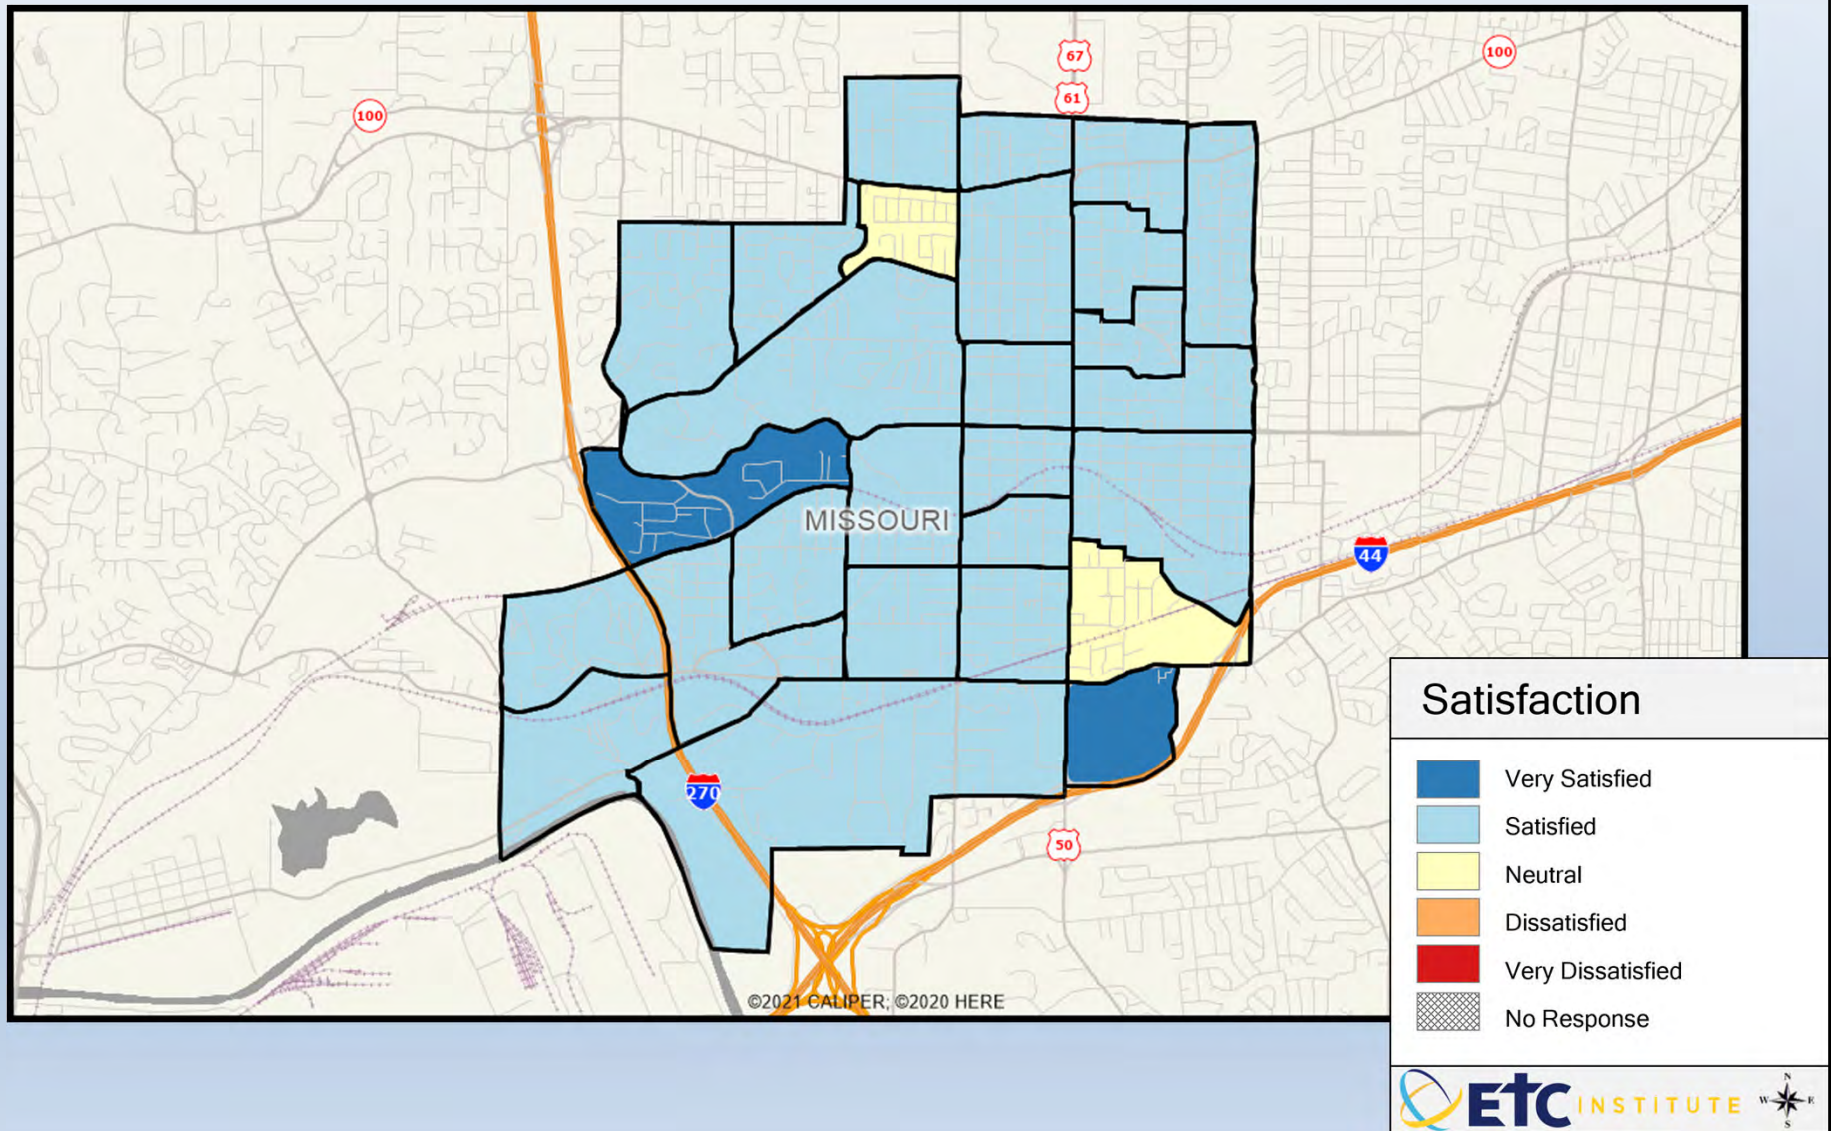 67
100
61
100
MISSOURI
44
270
50
©2021 CALIPER; ©2020 HERE
Satisfaction
Very Satisfied
Satisfied
Neutral
Dissatisfied
Very Dissatisfied
No Response
ETC INSTITUTE
N
W E
S